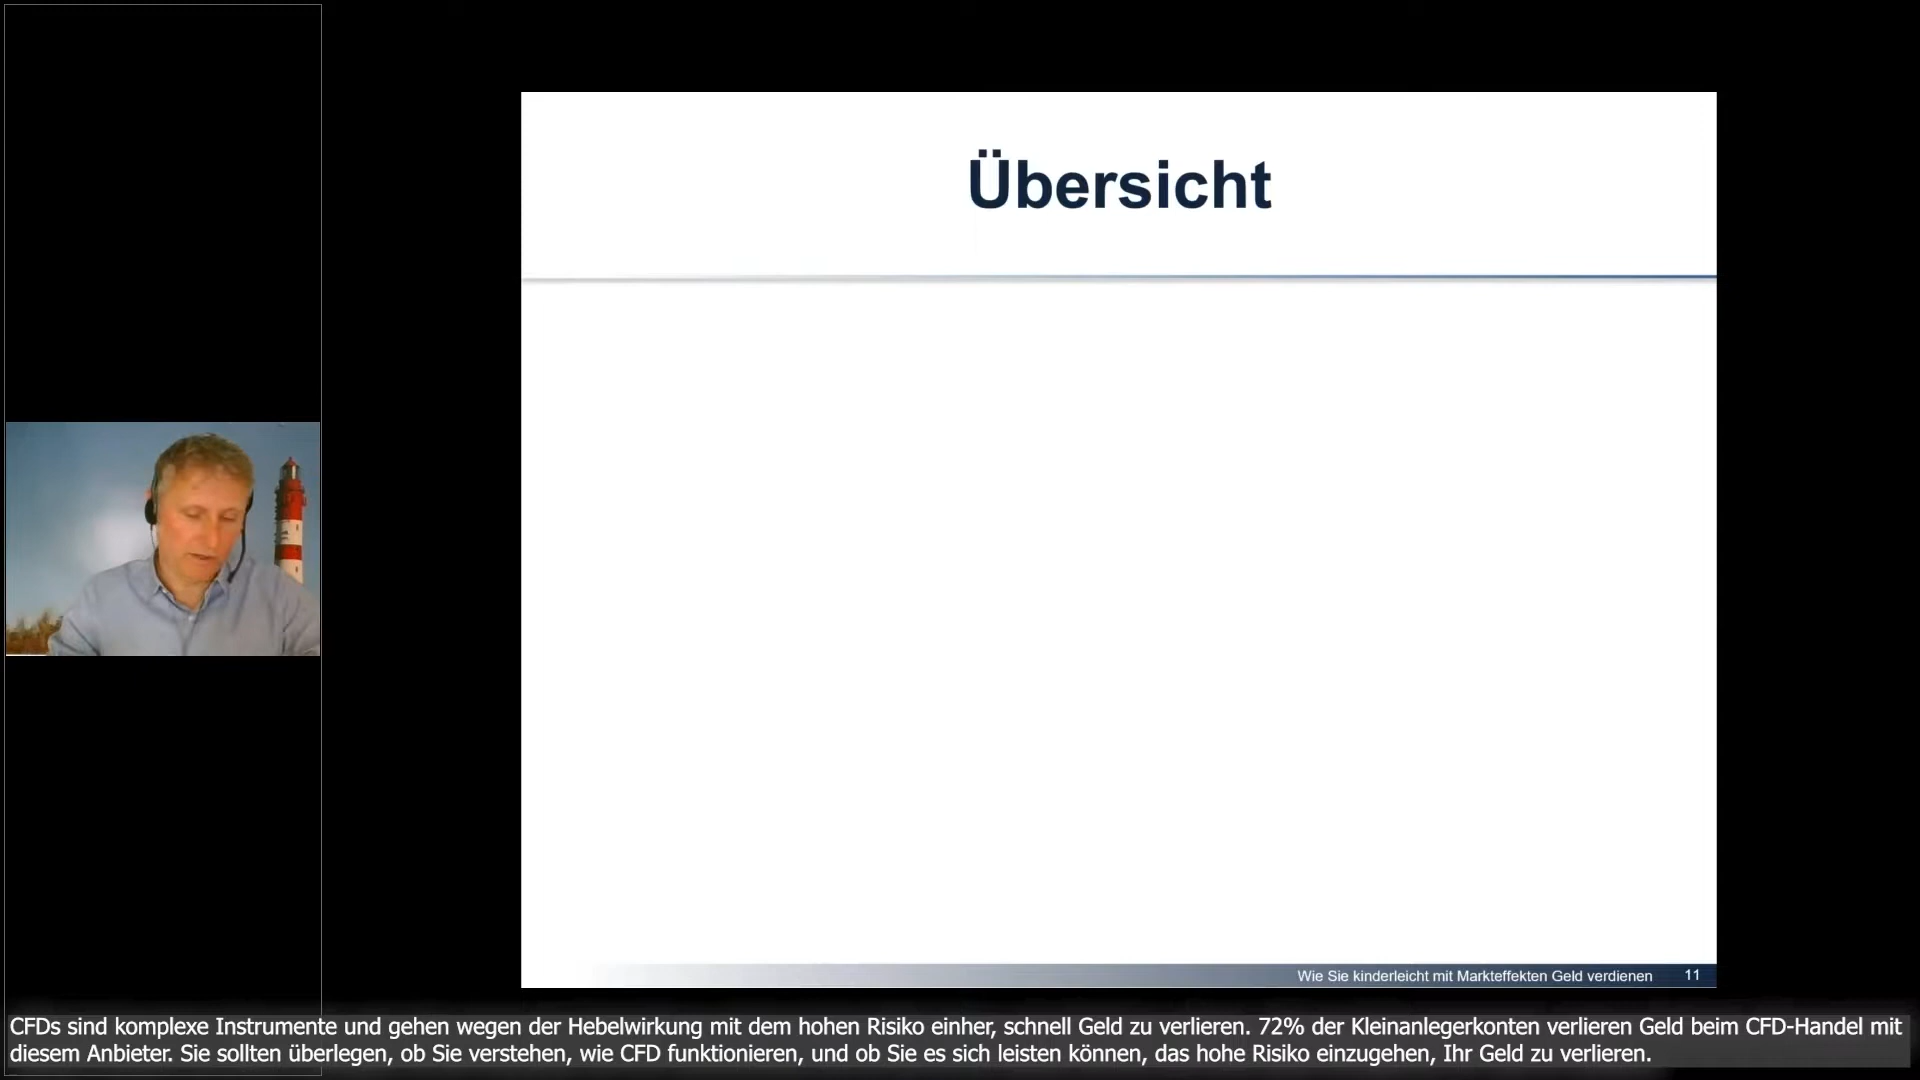 Übersicht
Wie Sie kinderleicht mit Markteffekten Geld verdienen 11
CFDs sind komplexe Instrumente und gehen wegen der Hebelwirkung mit dem hohen Risiko einher, schnell Geld zu verlieren. 72% der Kleinanlegerkonten verlieren Geld beim CFD-Handel mit
diesem Anbieter. Sie sollten überlegen, ob Sie verstehen, wie CFD funktionieren, und ob Sie es sich leisten können, das hohe Risiko einzugehen, Ihr Geld zu verlieren.